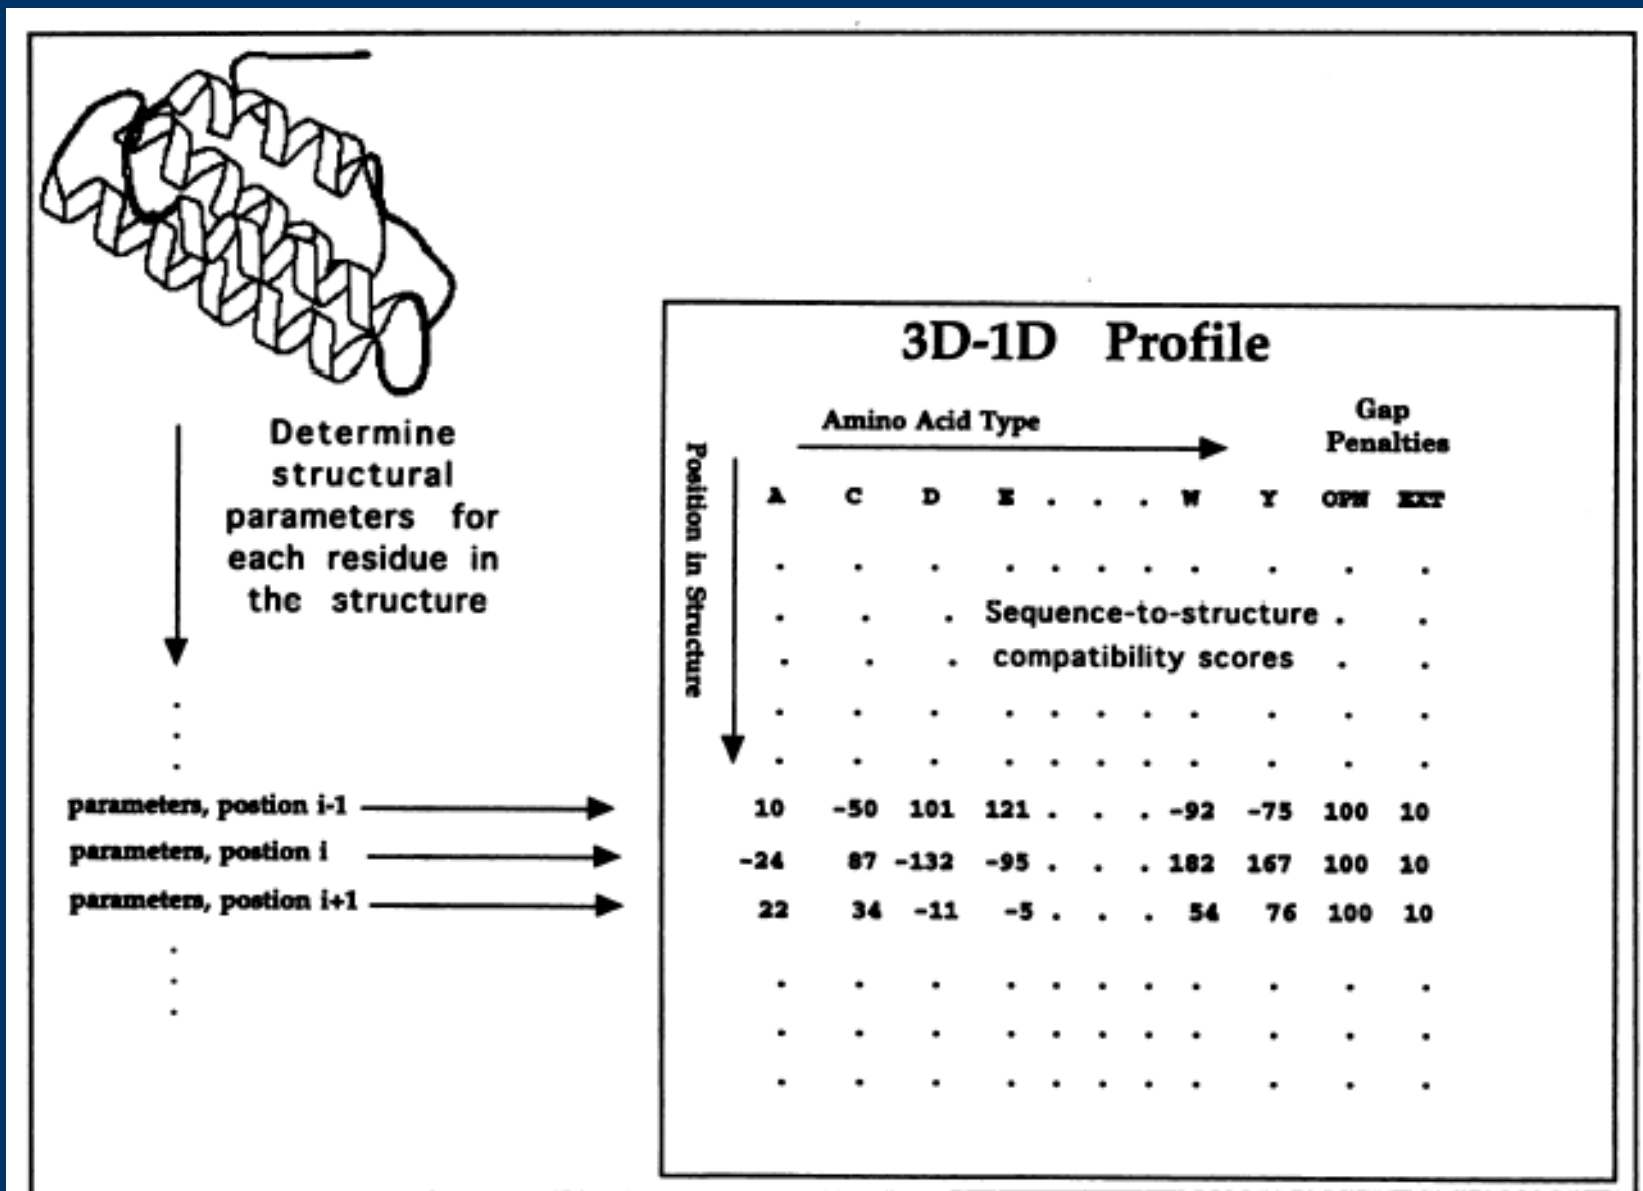 Determine
structural
parameters for
each residue in
the structure
parameters, postion i-1
parameters, postion i
parameters, postion i+1
3D-1D Profile
Amino Acid Type
Gap
Penalties
Position in Structure
A C D E . . . W Y OPN EXT
Sequence-to-structure
compatibility scores
10 -50 101 121 . . . -92 -75 100 10
-24 87 -132 -95 . . . 182 167 100 10
22 34 -11 -5 . . . 54 76 100 10